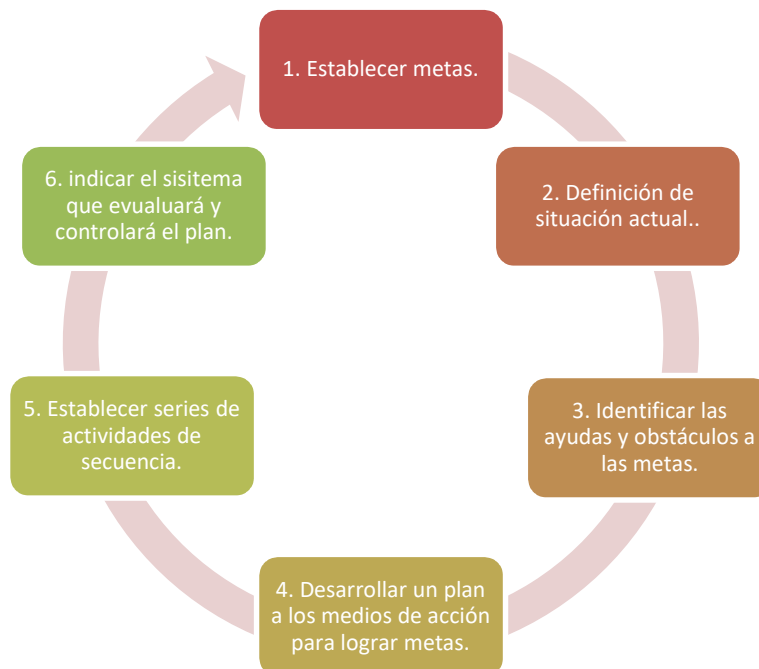 1. Establecer metas.
2. Definición de
situación actual..
3. Identificar las
ayudas y obstáculos a
las metas.
4. Desarrollar un plan
a los medios de acción
para lograr metas.
5. Establecer series de
actividades de
secuencia.
6. indicar el sisitema
que evualuará y
controlará el plan.